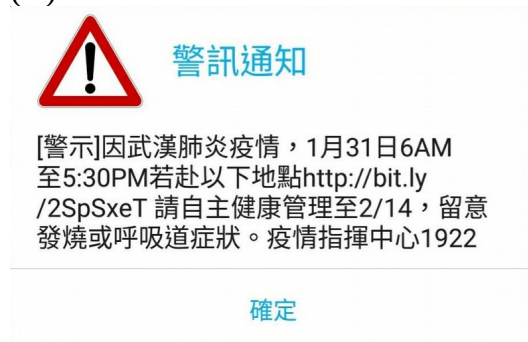 警訊通知
[警示]因武漢肺炎疫情，1月31日6AM
至5:30PM若赴以下地點http://bit.ly
/2SpSxeT 請自主健康管理至2/14，留意
發燒或呼吸道症狀。疫情指揮中心1922
確定